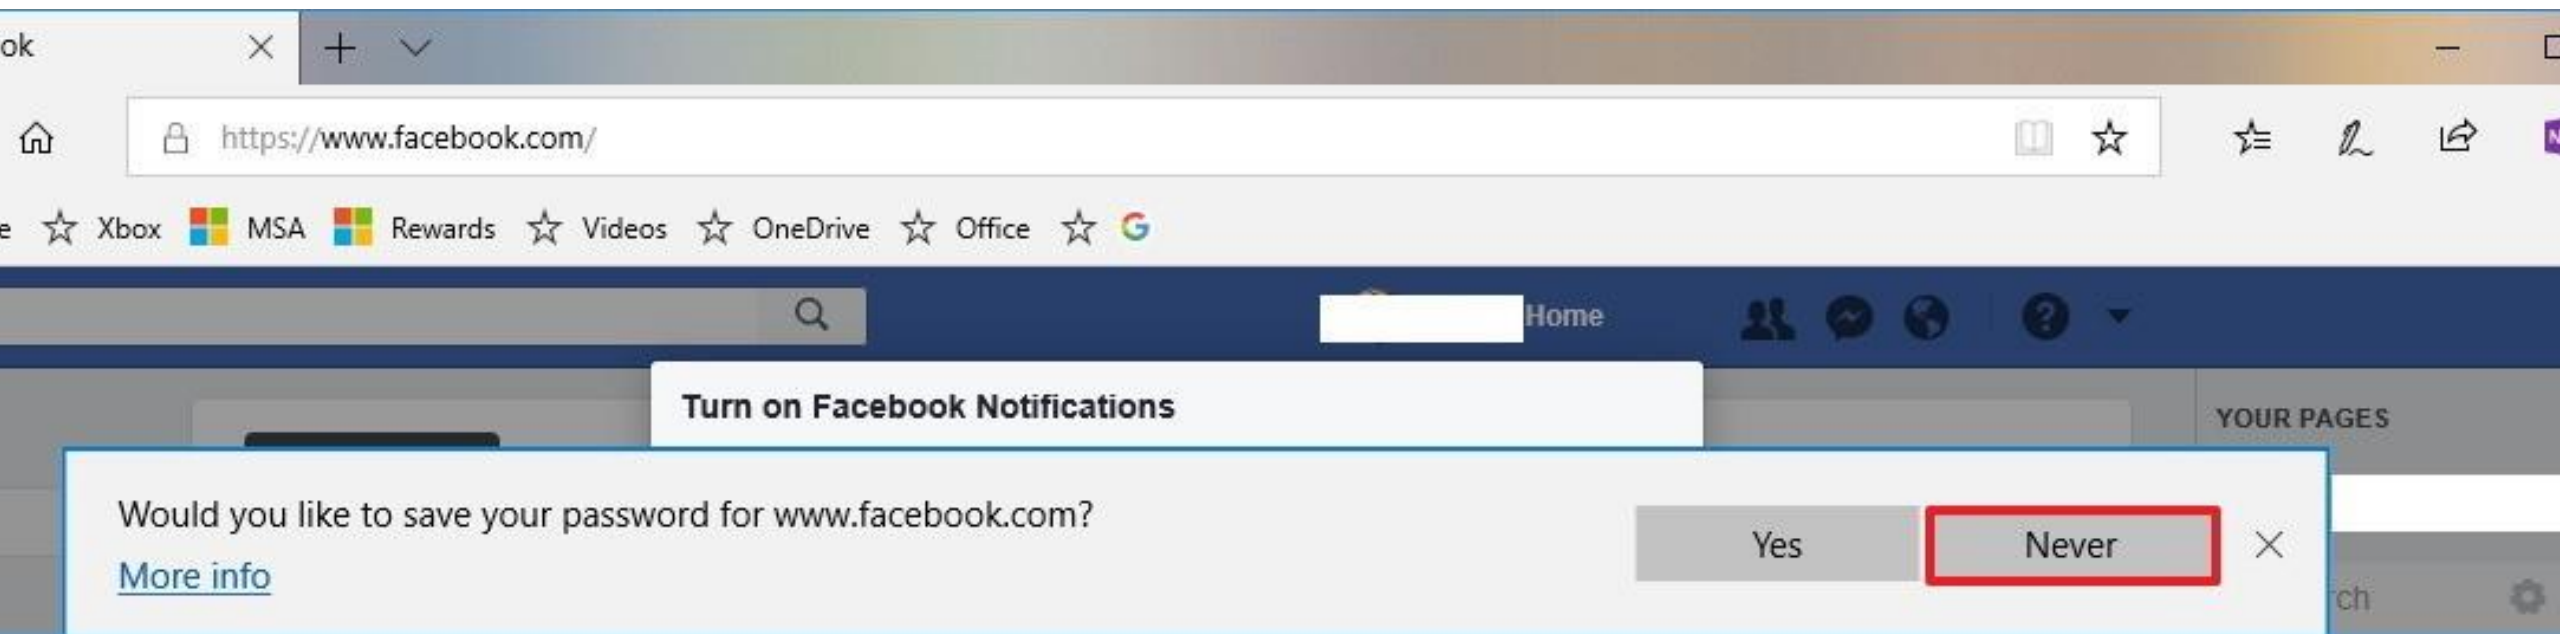 ok
https://www.facebook.com/
e Xbox MSA Rewards Videos OneDrive Office G
Home
Turn on Facebook Notifications
YOUR PAGES
Would you like to save your password for www.facebook.com?
Yes Never
More info
rch